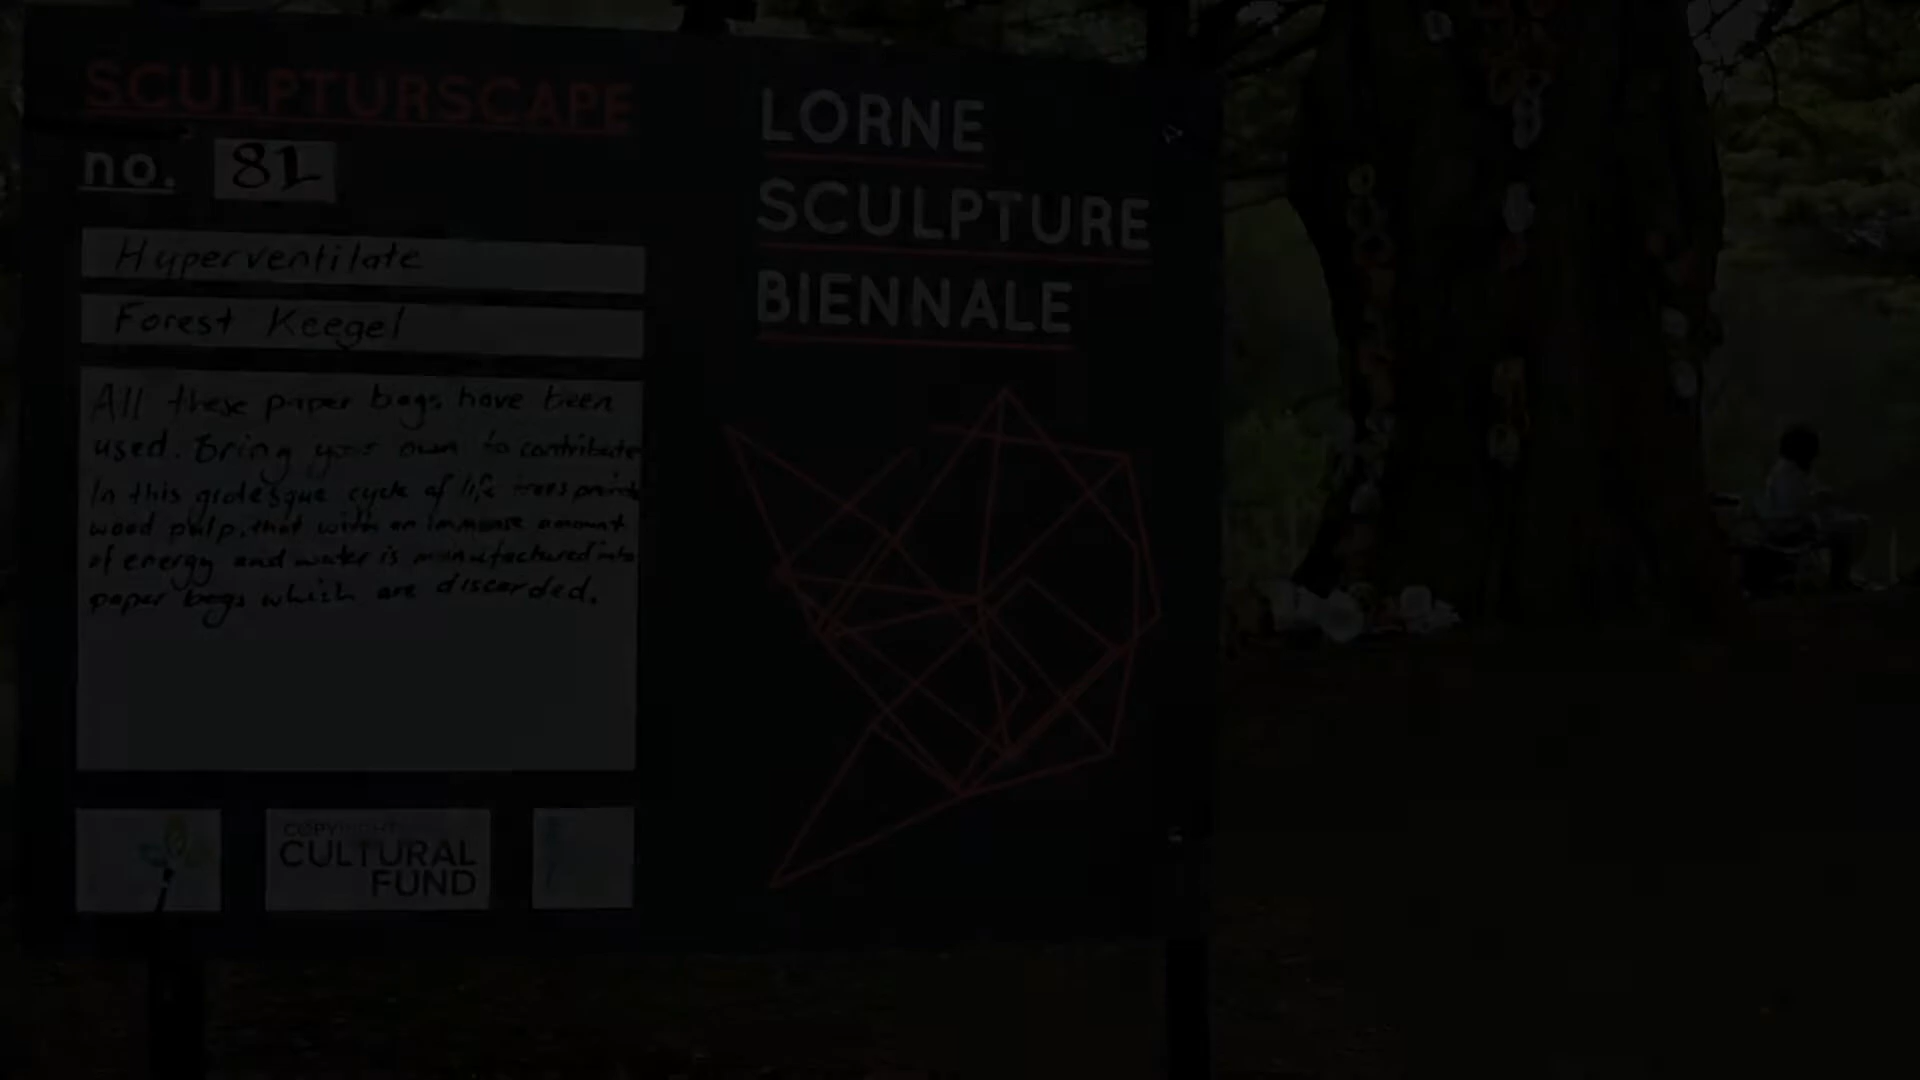 SCULPTURSCAPE
no. 8L
Hyperventilate
Forest Keegel
All these paper bags have been
used. Bring your own to contribute
In this grotesque cycle of life trees
wood pulp, that with an immense amount
of energy and water is manufactured into
paper bags which are discarded.
COPYRIGHT
CULTURAL
FUND
LORNE
SCULPTURE
BIENNALE